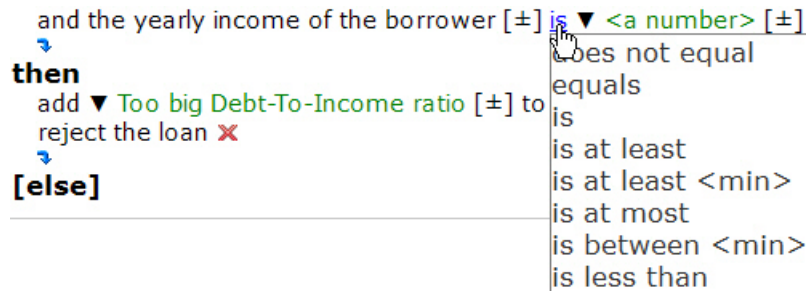 and the yearly income of the borrower [±] is ▼ <a number> [±]
then
add ▼ Too big Debt-To-Income ratio [±] to
reject the loan
[else]
does not equal
equals
is
is at least
is at least <min>
is at most
is between <min>
is less than